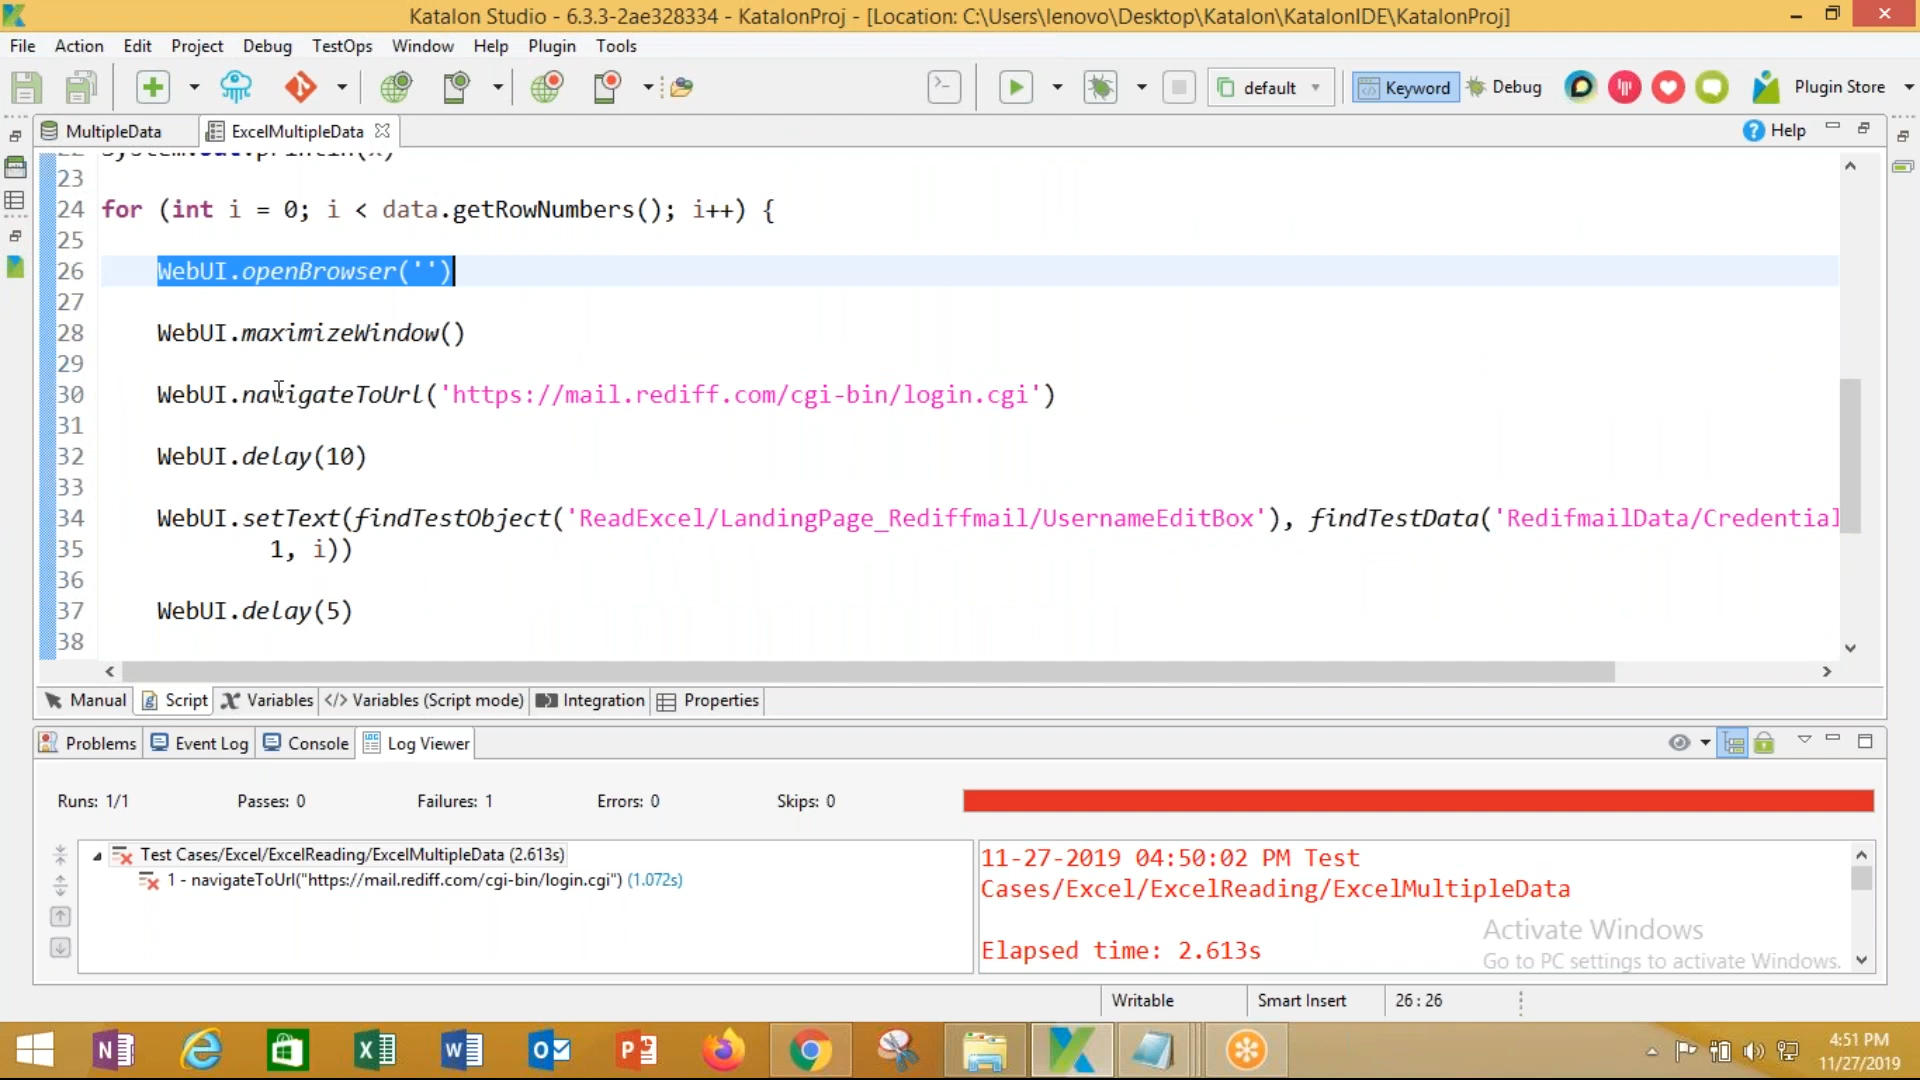 Katalon Studio - 6.3.3-2ae328334 - KatalonProj - [Location: C:\Users\lenovo\Desktop\Katalon\KatalonIDE\KatalonProj]
File Action Edit Project Debug TestOps Window Help Plugin Tools
default Keyword Debug Plugin Store
MultipleData ExcelMultipleData Help
23
24 for (int i = 0; i < data.getRowNumbers(); i++) {
25
26 WebUI.openBrowser('')
27
28 WebUI.maximizeWindow()
29
30 WebUI.navigateToUrl('https://mail.rediff.com/cgi-bin/login.cgi')
31
32 WebUI.delay(10)
33
34 WebUI.setText(findTestObject('ReadExcel/LandingPage_Rediffmail/UsernameEditBox'), findTestData('RedifmailData/Credential
35 1, i))
36
37 WebUI.delay(5)
38
Manual Script Variables </> Variables (Script mode) Integration Properties
Problems Event Log Console Log Viewer
Runs: 1/1 Passes: 0 Failures: 1 Errors: 0 Skips: 0
Test Cases/Excel/ExcelReading/ExcelMultipleData (2.613s)
1 - navigateToUrl("https://mail.rediff.com/cgi-bin/login.cgi") (1.072s)
11-27-2019 04:50:02 PM Test
Cases/Excel/ExcelReading/ExcelMultipleData
Elapsed time: 2.613s
Activate Windows
Go to PC settings to activate Windows.
Writable Smart Insert 26 : 26
4:51 PM
11/27/2019